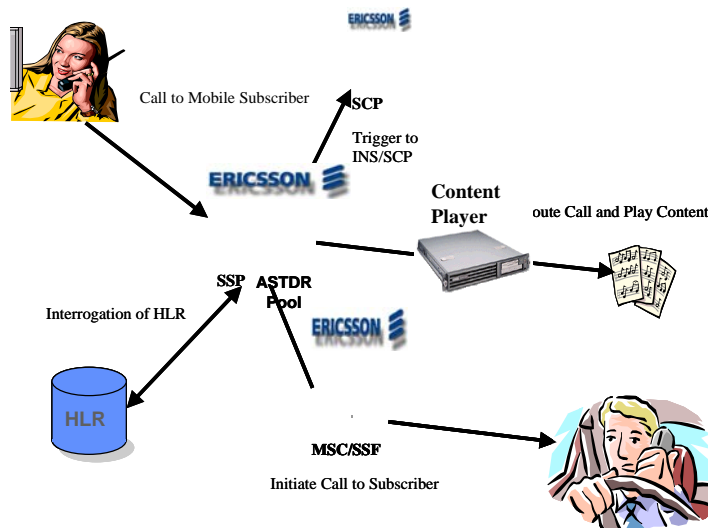 ERICSSON
Call to Mobile Subscriber
SCP
Trigger to
INS/SCP
ERICSSON
Content
Player
oute Call and Play Content
SSP
ASTDR
Pool
Interrogation of HLR
ERICSSON
HLR
MSC/SSF
Initiate Call to Subscriber